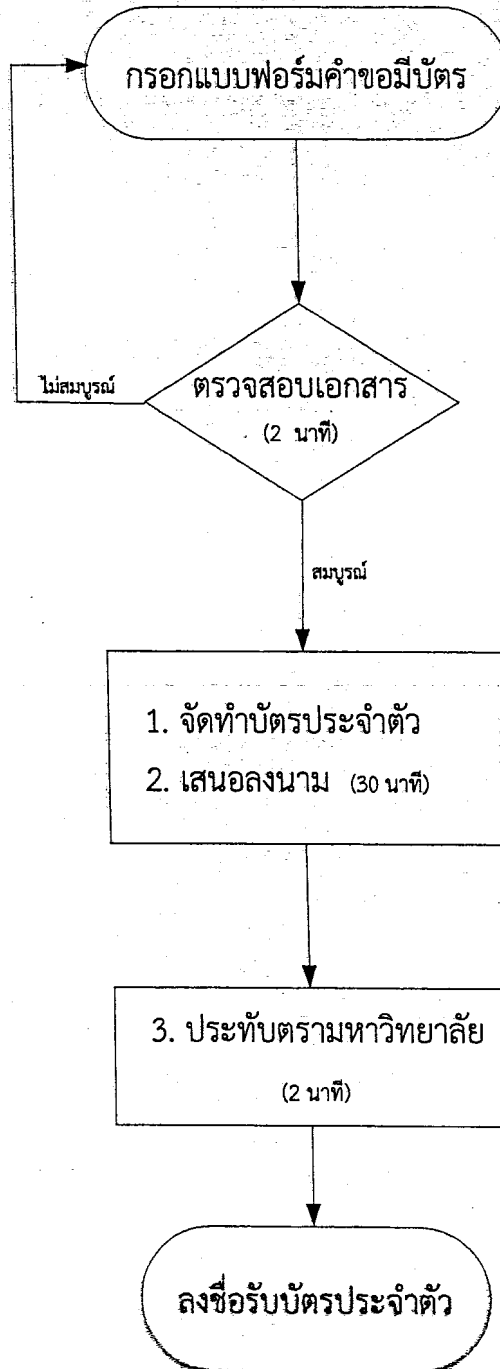 กรอกแบบฟอร์มคำขอมีบัตร
ไม่สมบูรณ์
ตรวจสอบเอกสาร
(2 นาที)
สมบูรณ์
1. จัดทำบัตรประจำตัว
2. เสนอลงนาม (30 นาที)
3. ประทับตรามหาวิทยาลัย
(2 นาที)
ลงชื่อรับบัตรประจำตัว